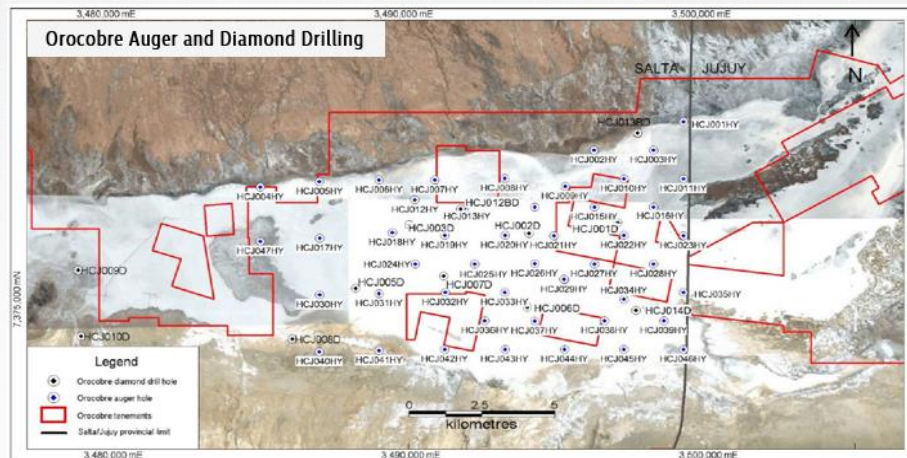 3,480,000 mE
3,490,000 mE
3,500,000 mE
Orocobre Auger and Diamond Drilling
SALTA
JUJUY
N
HCJ013BD
HCJ001HY
HCJ002HY
HCJ003HY
HCJ004HY
HCJ005HY
HCJ006HY
HCJ007HY
HCJ008HY
HCJ009HY
HCJ010HY
HCJ011HY
HCJ012HY
HCJ012BD
HCJ013HY
HCJ015HY
HCJ016HY
HCJ047HY
HCJ017HY
HCJ018HY
HCJ003D
HCJ019HY
HCJ002D
HCJ020HY
HCJ021HY
HCJ001D
HCJ022HY
HCJ023HY
HCJ009D
HCJ024HY
HCJ025HY
HCJ026HY
HCJ027HY
HCJ028HY
HCJ005D
HCJ007D
HCJ029HY
HCJ034HY
HCJ030HY
HCJ031HY
HCJ032HY
HCJ033HY
HCJ035HY
HCJ006D
HCJ014D
HCJ036HY
HCJ037HY
HCJ038HY
HCJ039HY
7,375,000 mN
HCJ010D
HCJ008D
HCJ040HY
HCJ041HY
HCJ042HY
HCJ043HY
HCJ044HY
HCJ045HY
HCJ046HY
Legend
Orocobre diamond drill hole
Orocobre auger hole
Orocobre tenements
Salta/Jujuy provincial limit
0 2.5 5
kilometres
3,480,000 mE
3,490,000 mE
3,500,000 mE